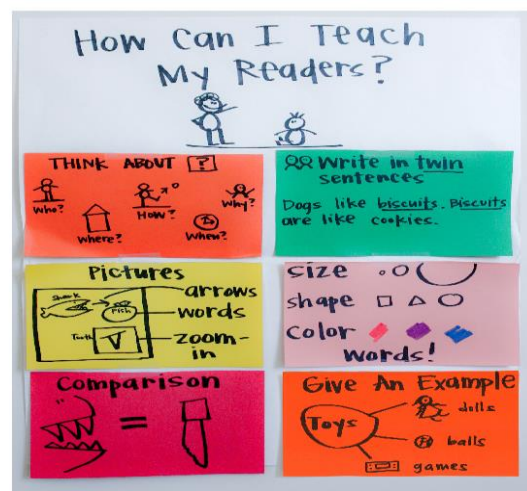 How Can I Teach
My Readers?
THINK ABOUT ?
Who?
Where?
How?
When?
Why?
Write in twin
sentences
Dogs like biscuits. Biscuits
are like cookies.
Pictures
Shark
Fish
Tooth
arrows
words
zoom-
in
size
shape
color
words!
Comparison
=
Give An Example
Toys
dolls
balls
games